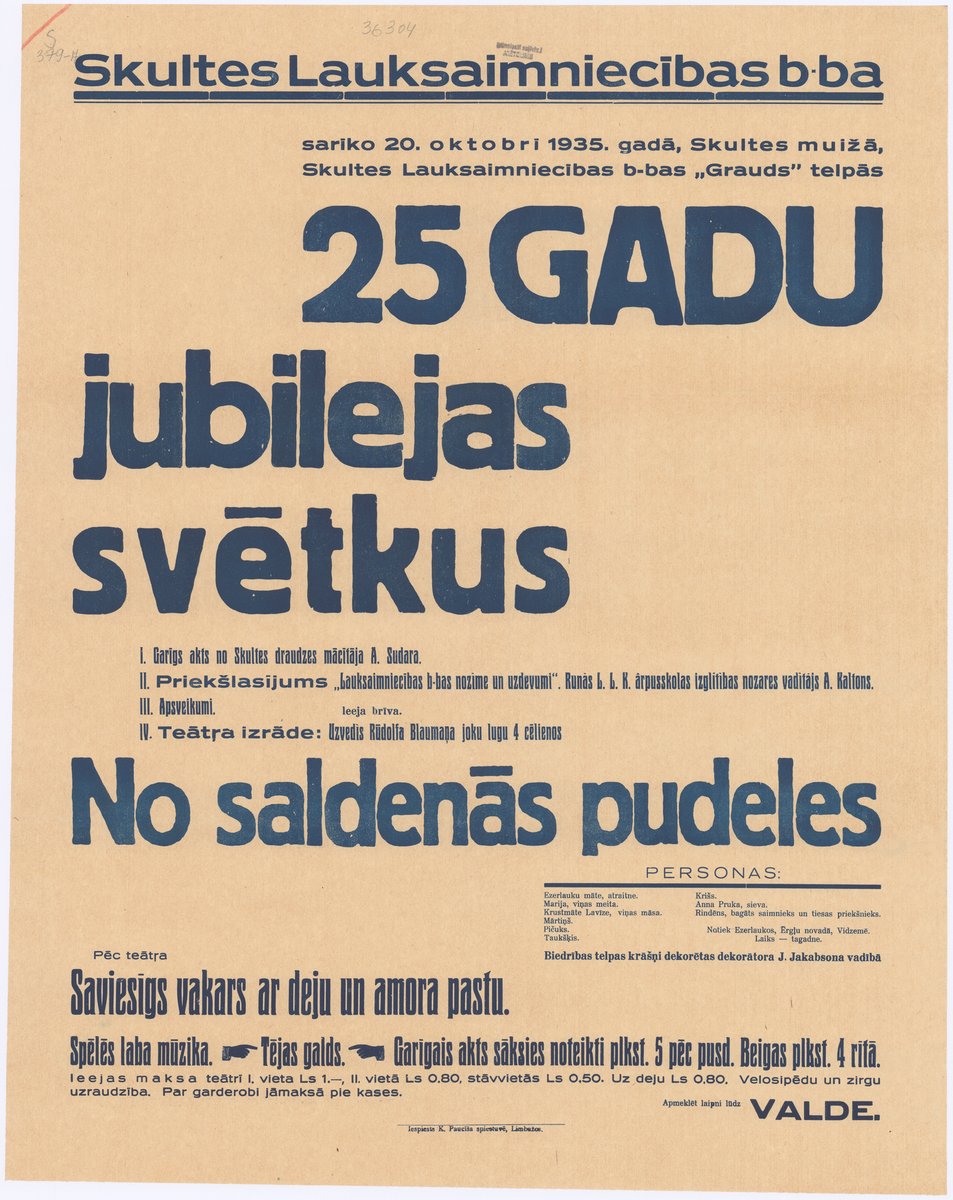 36304
379-H
Skultes Lauksaimniecības b-ba
sariko 20. oktobrī 1935. gadā, Skultes muižā,
Skultes Lauksaimniecības b-bas „Grauds” telpās
25 GADU
jubilejas
svētkus
I. Garīgs akts no Skultes draudzes mācītāja A. Sudara.
II. Priekšlasījums „Lauksaimniecības b-bas nozīme un uzdevumi“. Runās L. L. K. ārpusskolas izglītības nozares vadītājs A. Raltons.
III. Apsveikumi. Ieeja brīva.
IV. Teātŗa izrāde: Uzvedīs Rūdolfa Blaumaņa joku lugu 4 cēlienos
No saldenās pudeles
PERSONAS:
Ezerlauku māte, atraitne.
Marija, viņas meita.
Krustmāte Lavīze, viņas māsa.
Mārtiņš.
Pičuks.
Taukšķis.
Krišs.
Anna Pruka, sieva.
Rindēns, bagāts saimnieks un tiesas priekšnieks.
Notiek Ezerlaukos, Ērgļu novadā, Vidzemē.
Laiks — tagadne.
Biedrības telpas krāšņi dekorētas dekorātora J. Jakabsona vadībā
Pēc teātŗa
Saviesīgs vakars ar deju un amora pastu.
Spēlēs laba mūzika. Tējas galds. Garīgais akts sāksies noteikti plkst. 5 pēc pusd. Beigas plkst. 4 rītā.
Ieejas maksa teātrī I. vieta Ls 1.—, II. vietā Ls 0.80, stāvvietās Ls 0.50. Uz deju Ls 0.80. Velosipēdu un zirgu
uzraudzība. Par garderobi jāmaksā pie kases.
Apmeklēt laipni lūdz VALDE.
Iespiests K. Paucīša spiestuvē, Limbažos.